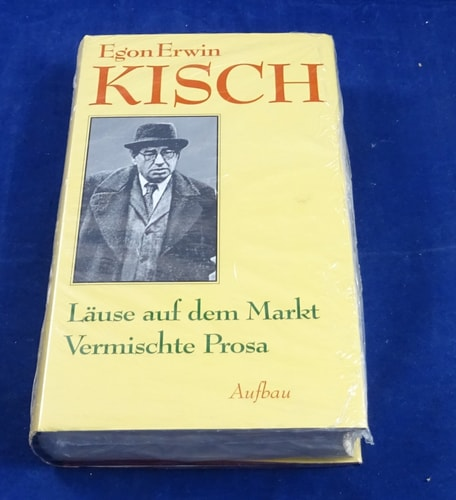 Egon Erwin
KISCH
Läuse auf dem Markt
Vermischte Prosa
Aufbau